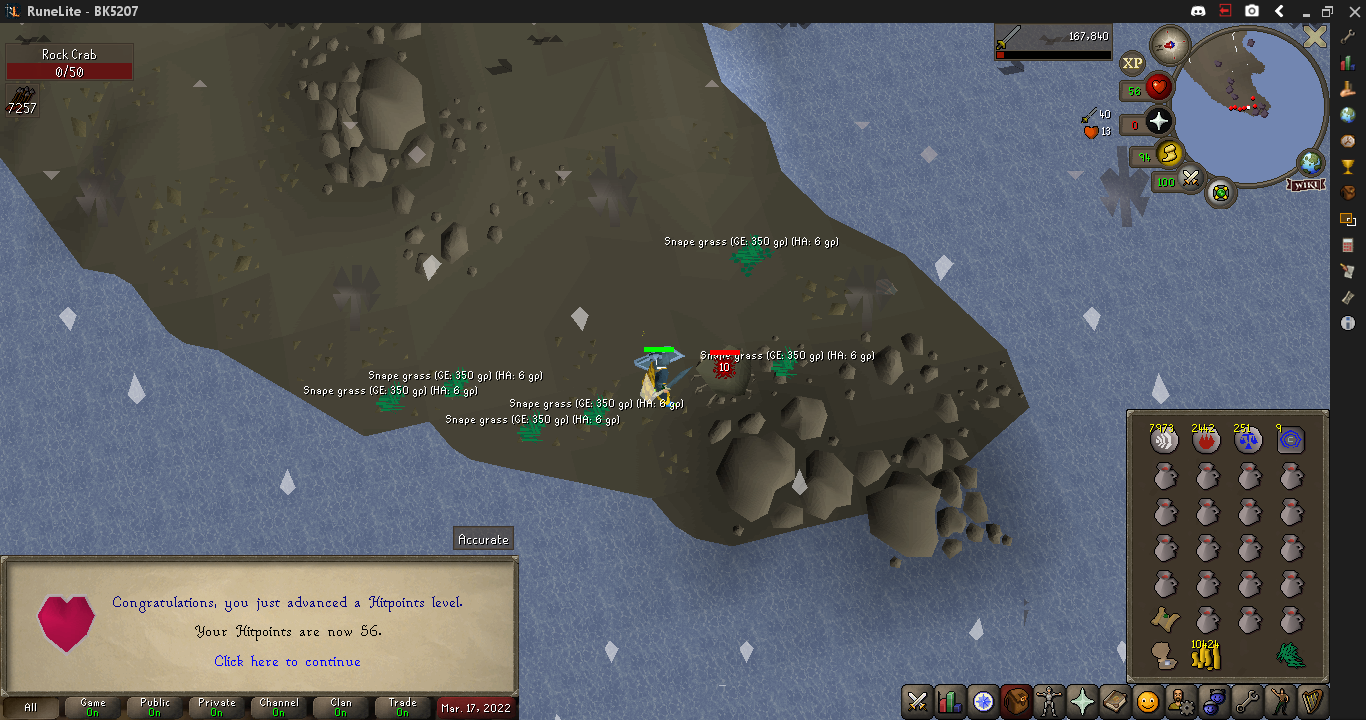 RuneLite - BK5207
Rock Crab
0/50
7257
167,840
XP
56
40
13
0
94
100
WIKI
Snape grass (GE: 350 gp) (HA: 6 gp)
Snape grass (GE: 350 gp) (HA: 6 gp)
10
Snape grass (GE: 350 gp) (HA: 6 gp)
Snape grass (GE: 350 gp) (HA: 6 gp)
Snape grass (GE: 350 gp) (HA: 6 gp)
Snape grass (GE: 350 gp) (HA: 6 gp)
7973 2442 251 9
10424
Accurate
Congratulations, you just advanced a Hitpoints level.
Your Hitpoints are now 56.
Click here to continue
All
Game On
Public On
Private On
Channel On
Clan On
Trade On
Mar. 17, 2022